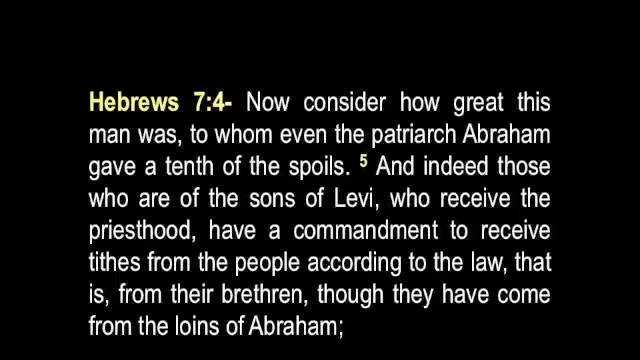 Hebrews 7:4- Now consider how great this
man was, to whom even the patriarch Abraham
gave a tenth of the spoils. 5 And indeed those
who are of the sons of Levi, who receive the
priesthood, have a commandment to receive
tithes from the people according to the law, that
is, from their brethren, though they have come
from the loins of Abraham;